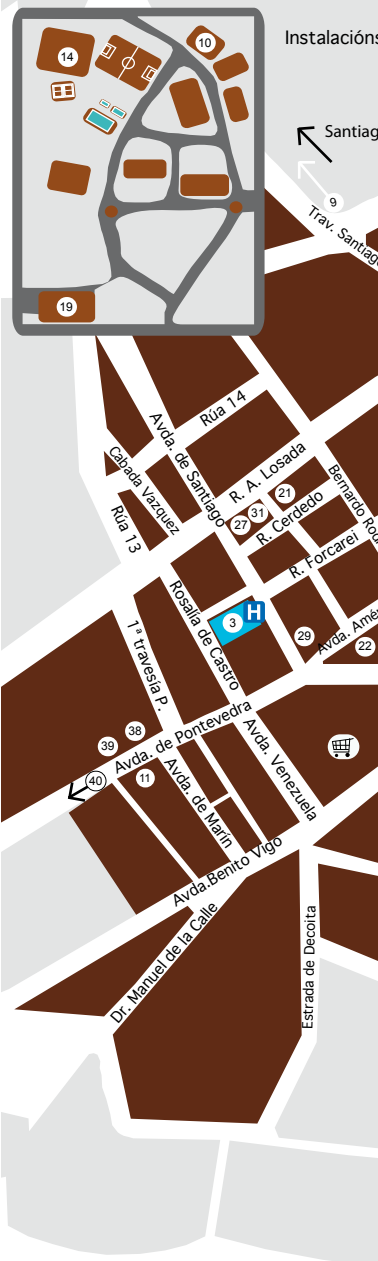 14
10
Instalacións
19
Santiag
9
Trav. Santiago
Rúa 14
Avda. de Santiago
Cabada Vazquez
Rúa 13
R. A. Losada
21
31
27
R. Cerdedo
Bernardo Rod
R. Forcarei
Rosalía de Castro
H
3
29
Avda. Amé
22
1ª travesía P.
38
39
Avda. de Pontevedra
40
11
Avda. de Marín
Avda. Venezuela
Avda.Benito Vigo
Dr. Manuel de la Calle
Estrada de Decoita